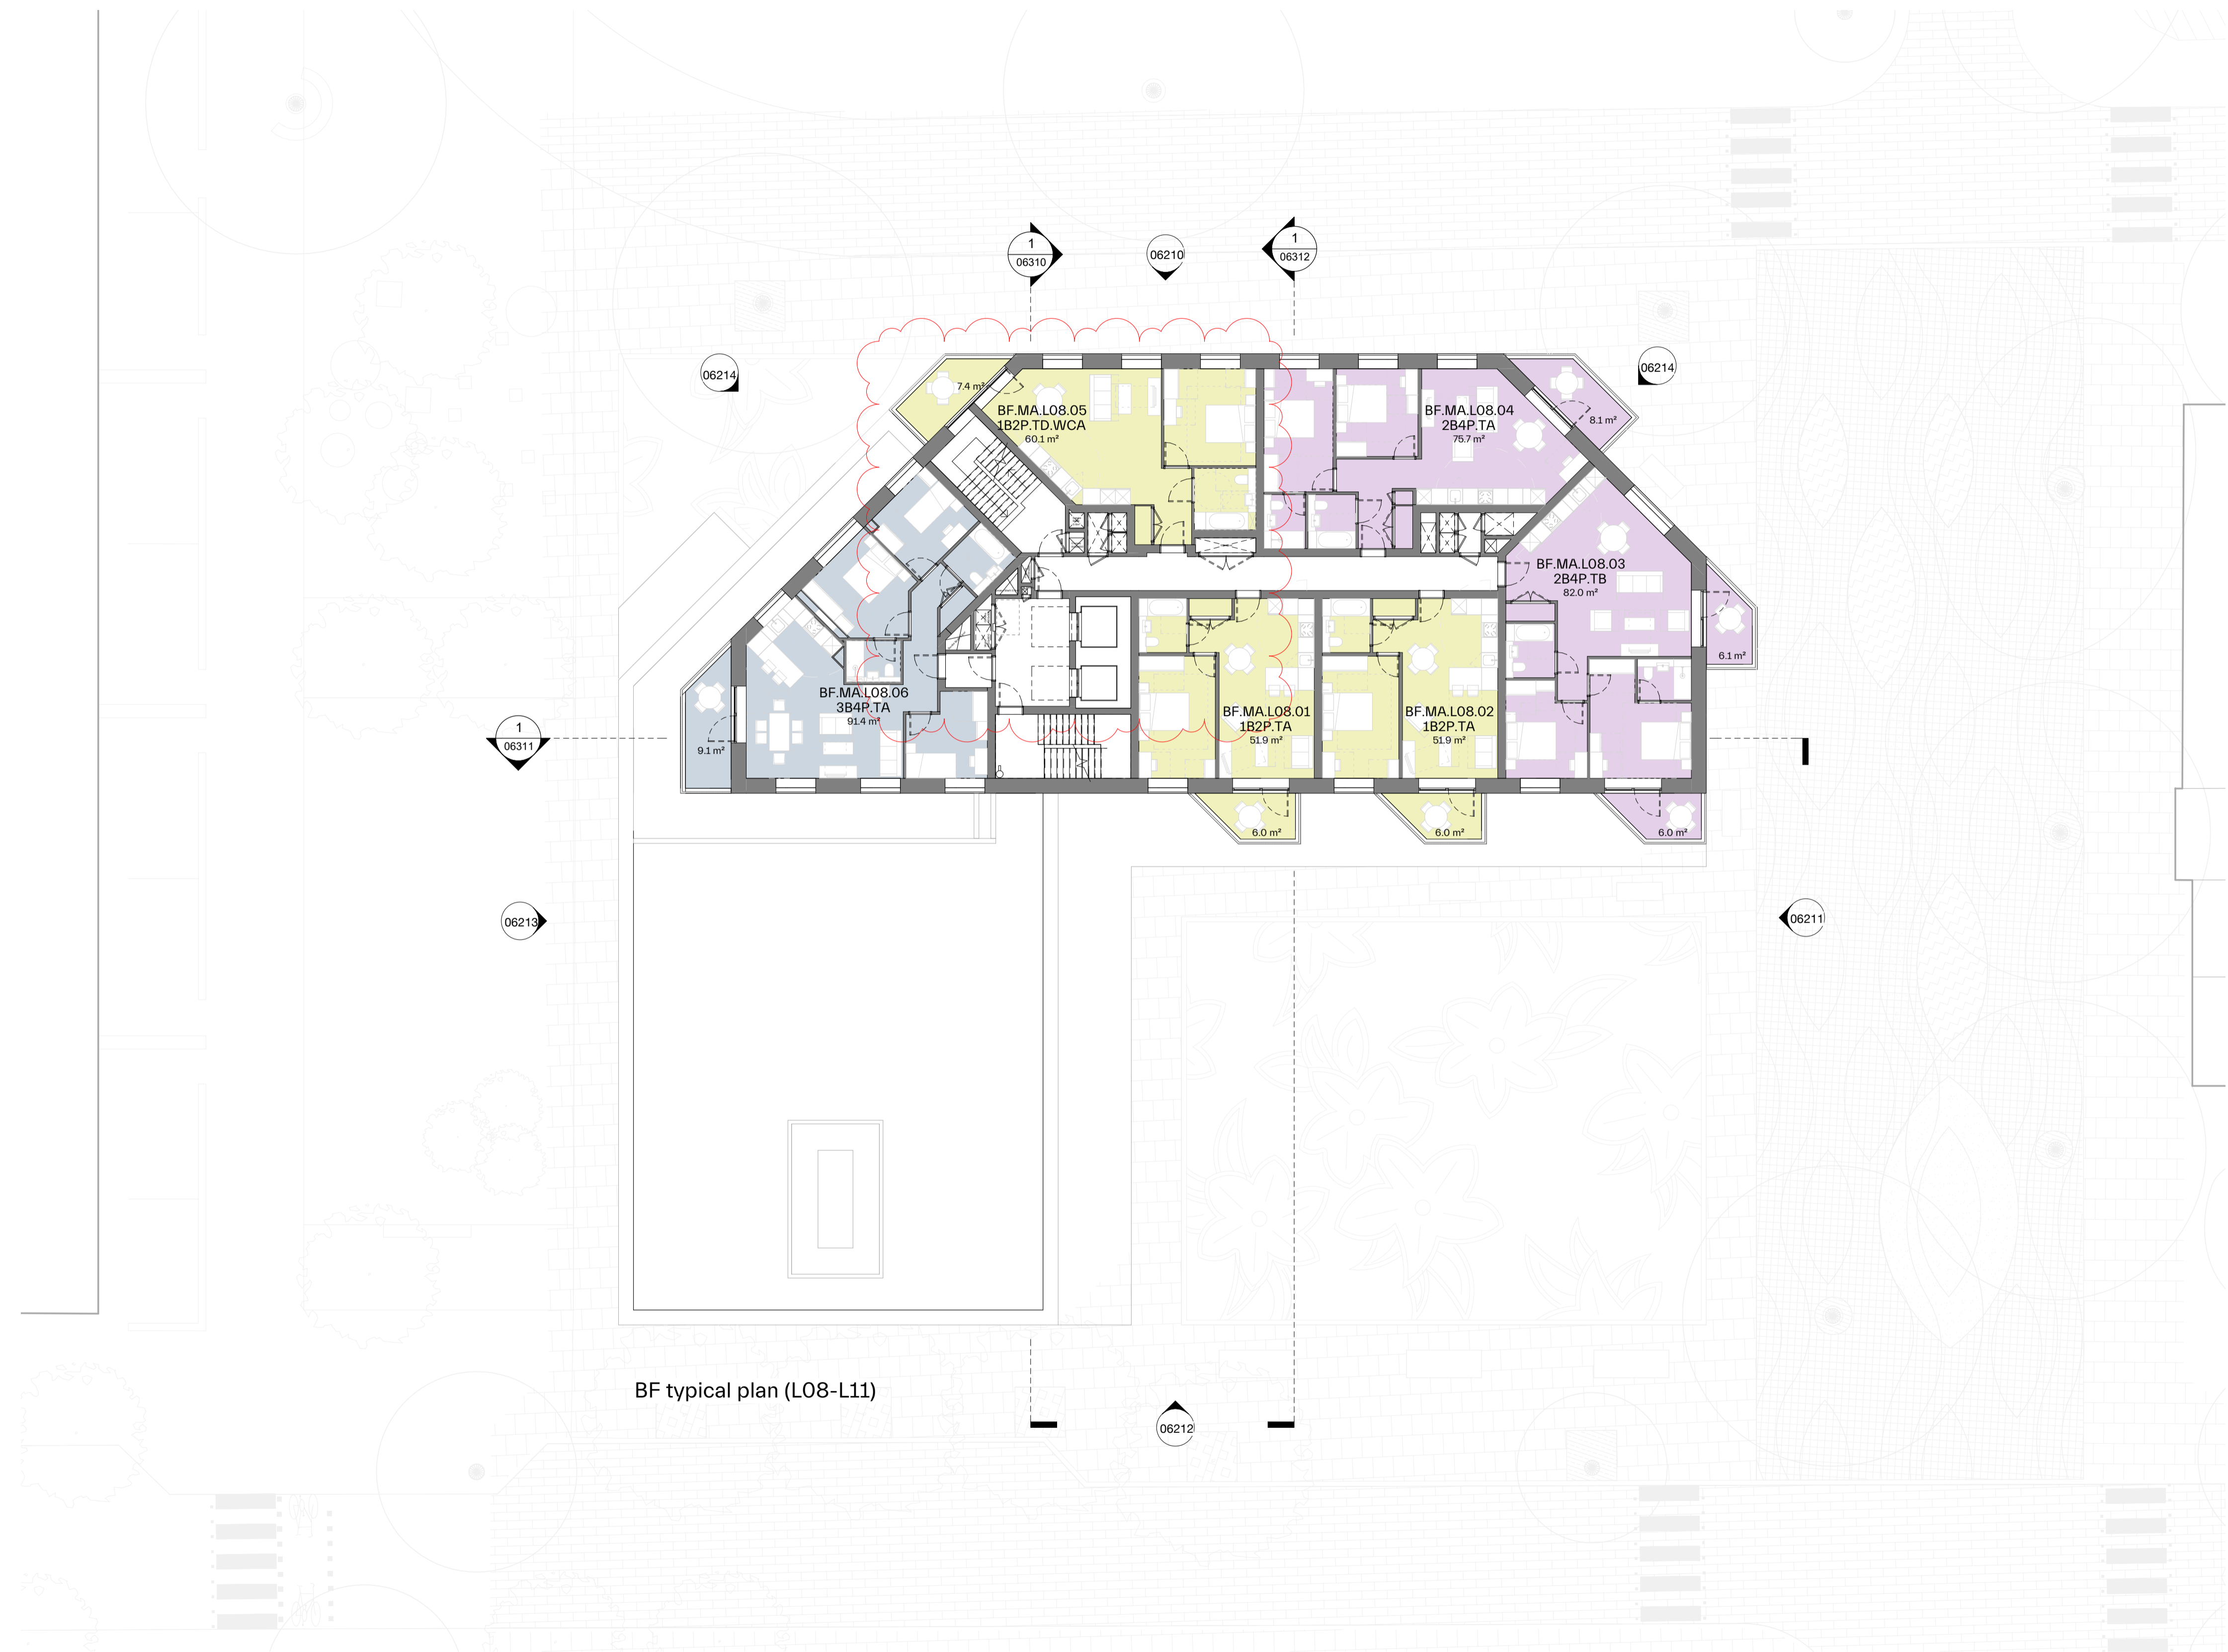 1
06310
06210
1
06312
06214
06214
7.4 m²
BF.MA.L08.05
1B2P.TD.WCA
60.1 m²
BF.MA.L08.04
2B4P.TA
75.7 m²
8.1 m²
BF.MA.L08.03
2B4P.TB
82.0 m²
6.1 m²
BF.MA.L08.06
3B4P.TA
91.4 m²
9.1 m²
BF.MA.L08.01
1B2P.TA
51.9 m²
BF.MA.L08.02
1B2P.TA
51.9 m²
1
06311
6.0 m²
6.0 m²
6.0 m²
06213
06211
BF typical plan (L08-L11)
06212